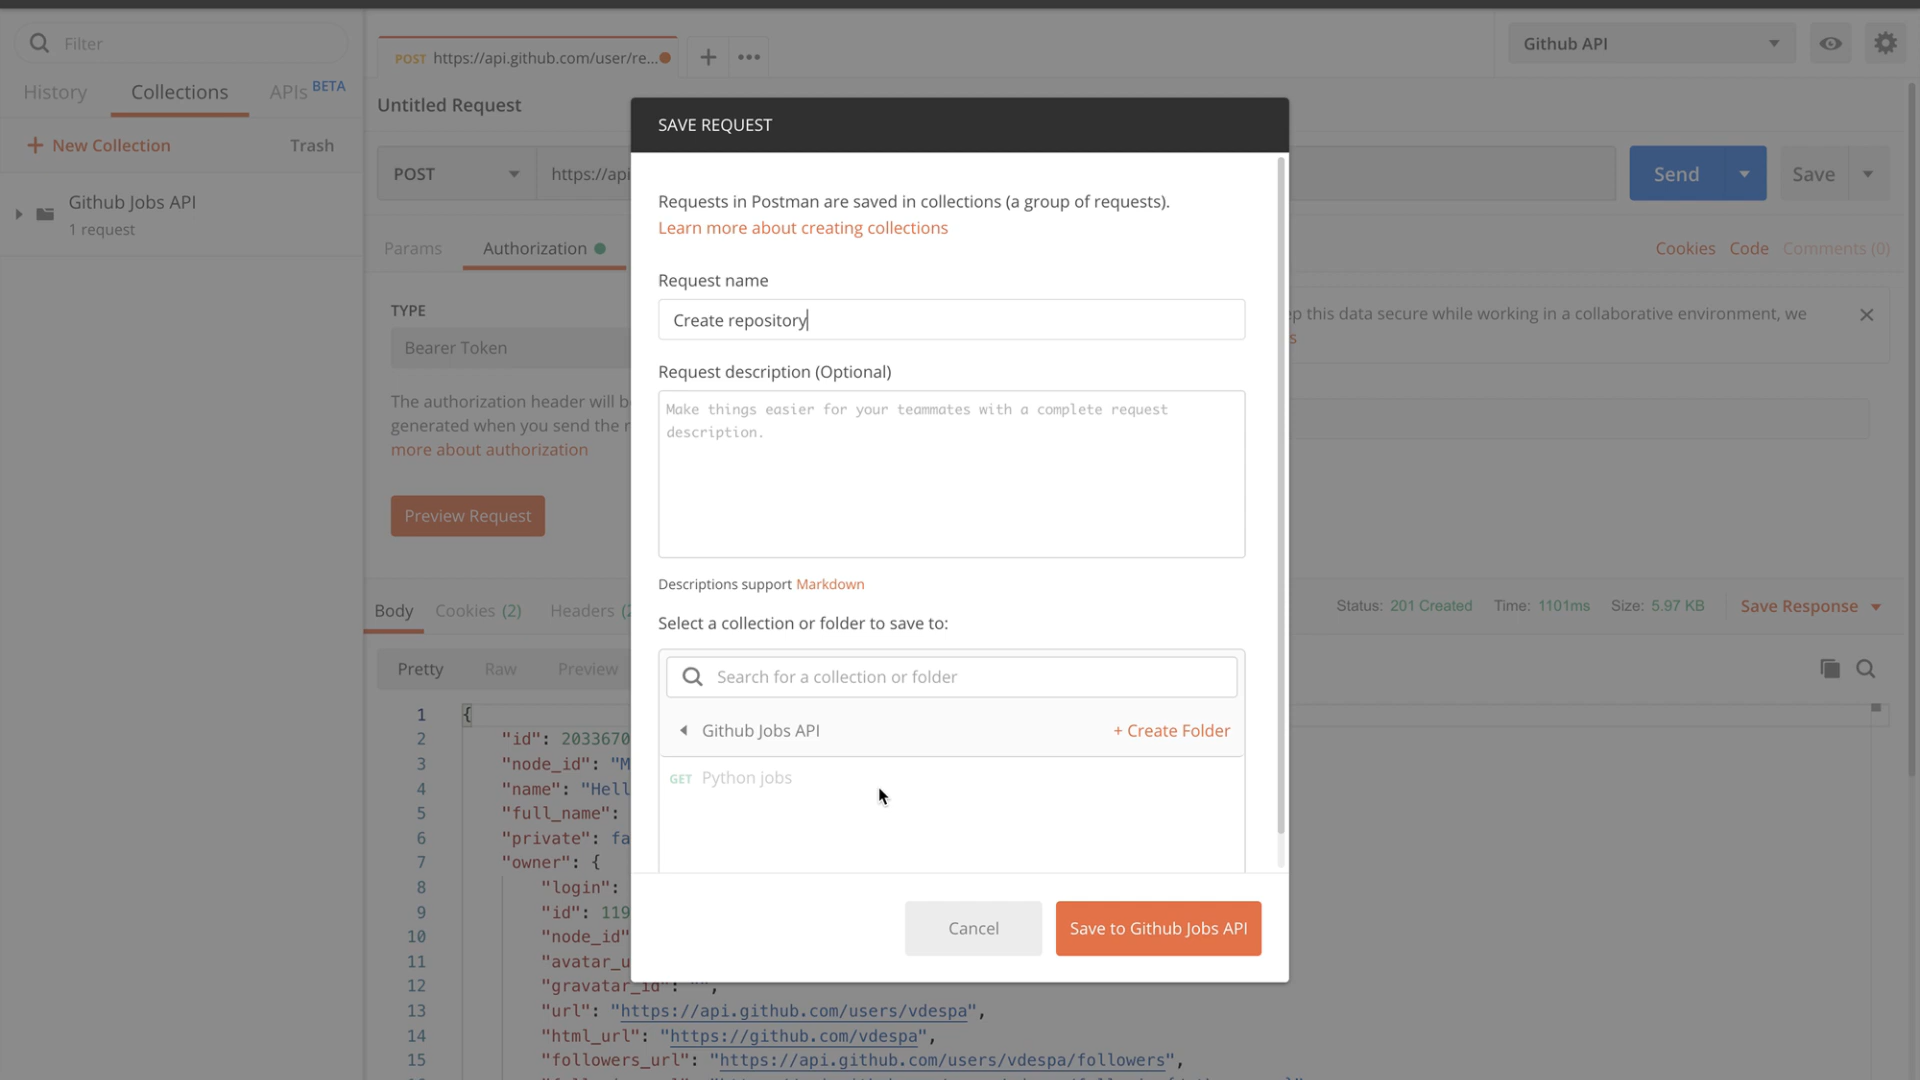 Filter
History
Collections
APIs BETA
+ New Collection
Trash
Github Jobs API
1 request
POST https://api.github.com/user/re...
Github API
Untitled Request
POST
https://api
Send
Save
Params
Authorization
Cookies
Code
Comments (0)
TYPE
Bearer Token
The authorization header will b
generated when you send the r
more about authorization
Preview Request
ep this data secure while working in a collaborative environment, we
s
SAVE REQUEST
Requests in Postman are saved in collections (a group of requests).
Learn more about creating collections
Request name
Create repository
Request description (Optional)
Make things easier for your teammates with a complete request
description.
Descriptions support Markdown
Select a collection or folder to save to:
Search for a collection or folder
Github Jobs API
+ Create Folder
GET Python jobs
Cancel
Save to Github Jobs API
Body
Cookies (2)
Headers (2
Status: 201 Created
Time: 1101ms
Size: 5.97 KB
Save Response
Pretty
Raw
Preview
1 {
2 "id": 2033670
3 "node_id": "M
4 "name": "Hell
5 "full_name":
6 "private": fa
7 "owner": {
8 "login":
9 "id": 119
10 "node_id"
11 "avatar_u
12 "gravatar_id": "",
13 "url": "https://api.github.com/users/vdespa",
14 "html_url": "https://github.com/vdespa",
15 "followers_url": "https://api.github.com/users/vdespa/followers",